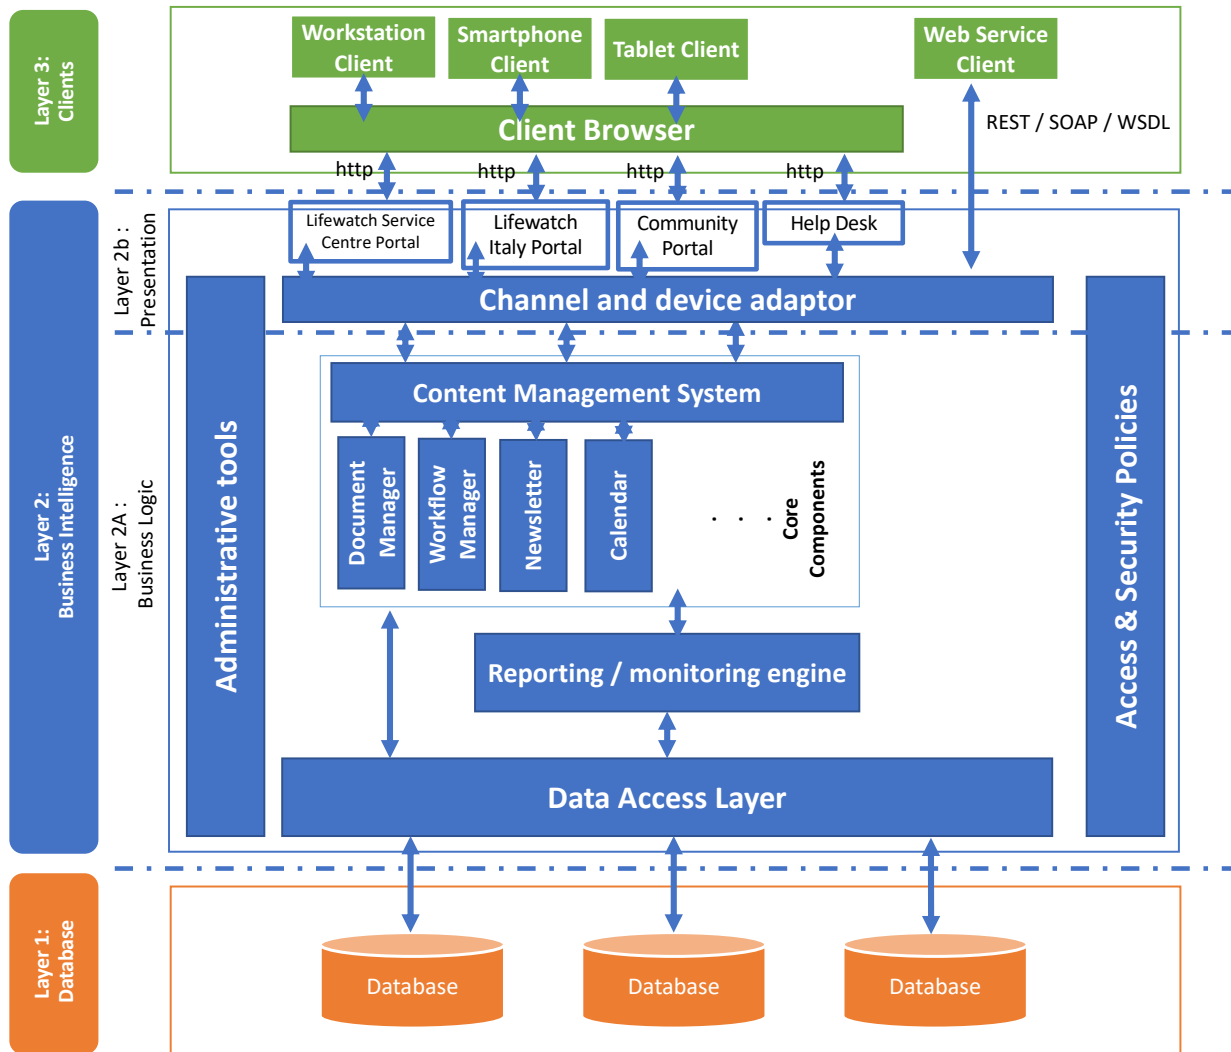 Layer 3:
Clients
Workstation
Client
Smartphone
Client
Tablet Client
Web Service
Client
Client Browser
REST / SOAP / WSDL
http
http
http
http
Layer 2:
Business Intelligence
Layer 2b :
Presentation
Lifewatch Service
Centre Portal
Lifewatch
Italy Portal
Community
Portal
Help Desk
Channel and device adaptor
Layer 2A :
Business Logic
Administrative tools
Content Management System
Document
Manager
Workflow
Manager
Newsletter
Calendar
. . .
Core
Components
Access & Security Policies
Reporting / monitoring engine
Data Access Layer
Layer 1:
Database
Database
Database
Database